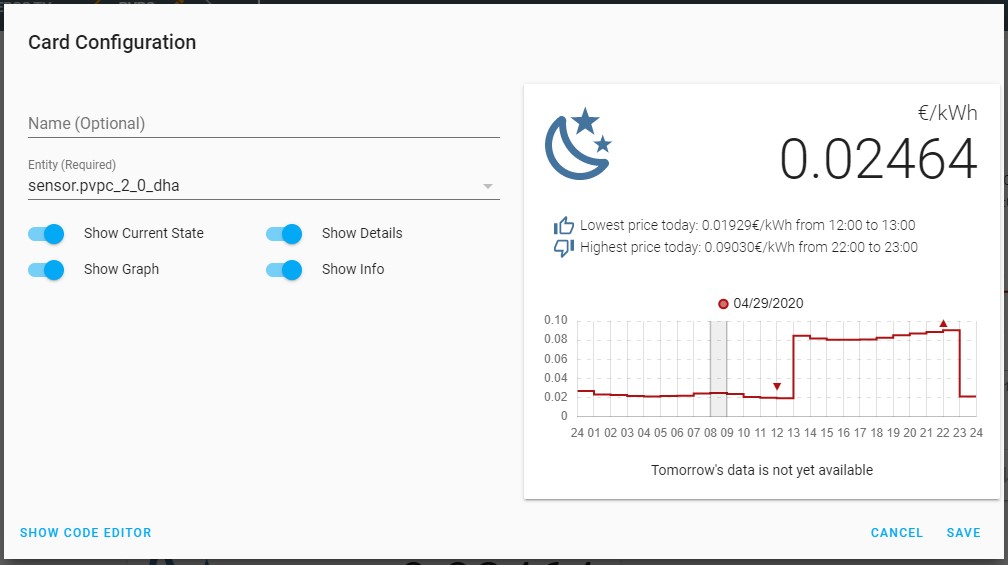 Card Configuration
Name (Optional)
Entity (Required)
sensor.pvpc_2_0_dha
Show Current State
Show Details
Show Graph
Show Info
€/kWh
0.02464
Lowest price today: 0.01929€/kWh from 12:00 to 13:00
Highest price today: 0.09030€/kWh from 22:00 to 23:00
04/29/2020
0.10
0.08
0.06
0.04
0.02
0
24 01 02 03 04 05 06 07 08 09 10 11 12 13 14 15 16 17 18 19 20 21 22 23 24
Tomorrow's data is not yet available
SHOW CODE EDITOR
CANCEL
SAVE